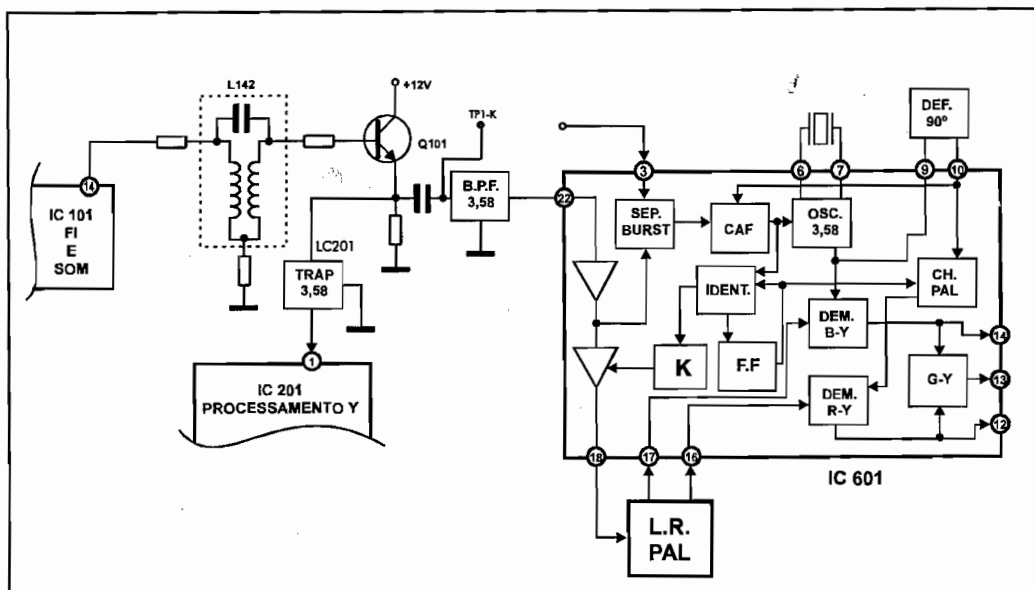 L142
+12V
Q101
TP1-K
14
IC 101
FI
E
SOM
LC201
TRAP
3,58
1
IC 201
PROCESSAMENTO Y
B.P.F.
3,58
22
3
6
7
DEF.
90º
9
10
SEP.
BURST
CAF
OSC.
3,58
IDENT.
CH.
PAL
K
F.F
DEM.
B-Y
14
G-Y
13
DEM.
R-Y
12
18
17
16
IC 601
L.R.
PAL